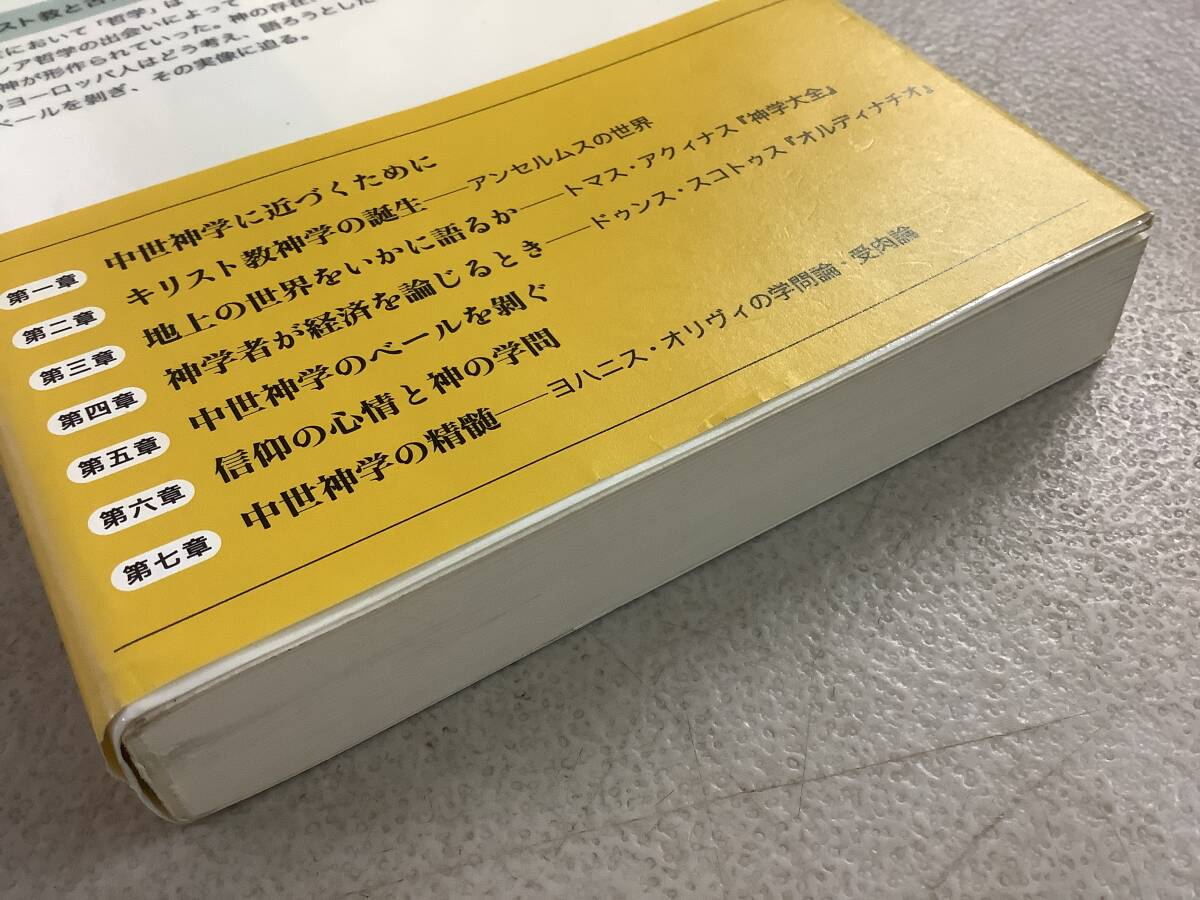 スト教と
において「哲学」は
シア哲学の出会いによって
神が形作られていった。神の存在
ヨーロッパ人はどう考え、語ろうとした
ベールを剝ぎ、その実像に迫る。
第一章 中世神学に近づくために
第二章 キリスト教神学の誕生──アンセルムスの世界
第三章 地上の世界をいかに語るか──トマス・アクィナス『神学大全』
第四章 神学者が経済を論じるとき──ドゥンス・スコトゥス『オルディナチオ』
第五章 中世神学のベールを剝ぐ
第六章 信仰の心情と神の学問
第七章 中世神学の精髄──ヨハニス・オリヴィの学問論・受肉論